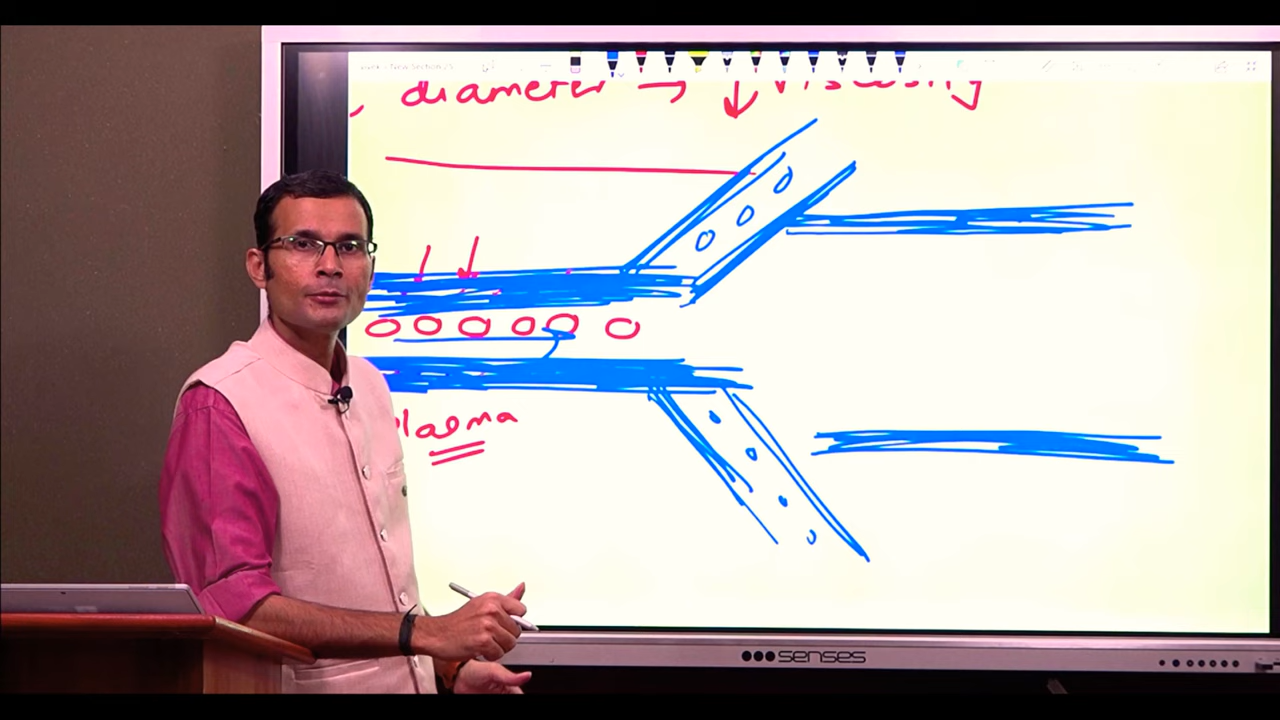 , diameter → ↓ viscosity
Plasma
senses